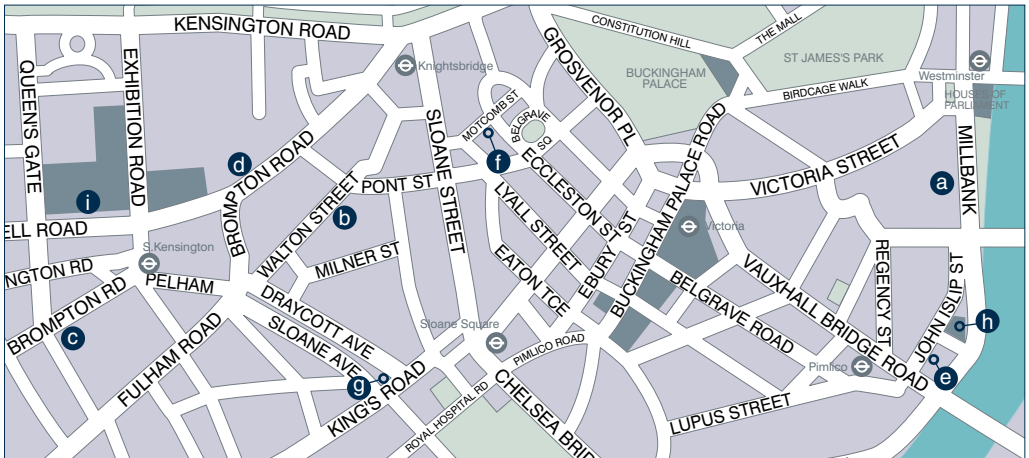 KENSINGTON ROAD
CONSTITUTION HILL
THE MALL
GROSVENOR PL
ST JAMES'S PARK
QUEEN'S GATE
EXHIBITION ROAD
Knightsbridge
BUCKINGHAM
PALACE
BIRDCAGE WALK
Westminster
HOUSES OF
PARLIAMENT
SLOANE STREET
MOTCOMB ST
BELGRAVE
SQ
f
ECCLESTON ST
BUCKINGHAM PALACE ROAD
VICTORIA STREET
MILLBANK
d
BROMPTON ROAD
PONT ST
a
i
WALTON STREET
b
LYALL STREET
EBURY ST
Victoria
ELL ROAD
S.Kensington
MILNER ST
EATON TCE
NGTON RD
PELHAM
BELGRAVE ROAD
VAUXHALL BRIDGE ROAD
REGENCY ST
JOHN ISLIP ST
BROMPTON RD
DRAYCOTT AVE
SLOANE AVE
Sloane Square
PIMLICO ROAD
h
c
FULHAM ROAD
Pimlico
e
g
KING'S ROAD
ROYAL HOSPITAL RD
CHELSEA BRI
LUPUS STREET